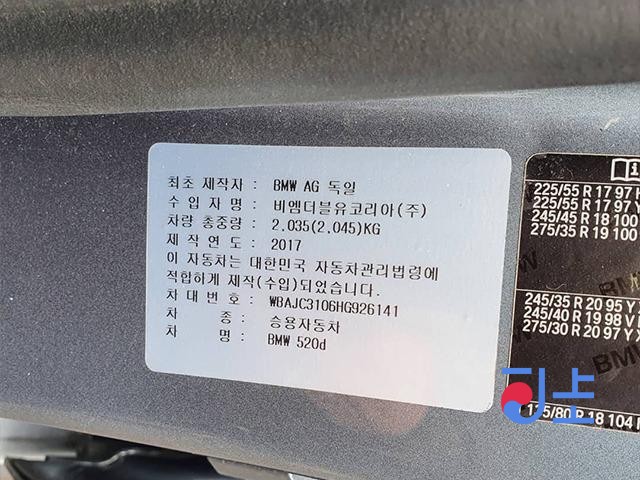 최초 제작자 : BMW AG 독일
수 입 자 명 : 비엠더블유코리아(주)
차량 총중량 : 2.035(2.045)KG
제 작 연 도 : 2017
이 자동차는 대한민국 자동차관리법령에
적합하게 제작(수입)되었습니다.
차 대 번 호 : WBAJC3106HG926141
차 종 : 승용자동차
차 명 : BMW 520d
225/55 R 17 97
225/55 R 17 97 Y
245/45 R 18 100
275/35 R 19 100
245/35 R 20 95 Y
245/40 R 19 98 Y
275/30 R 20 97 Y
R 18 104